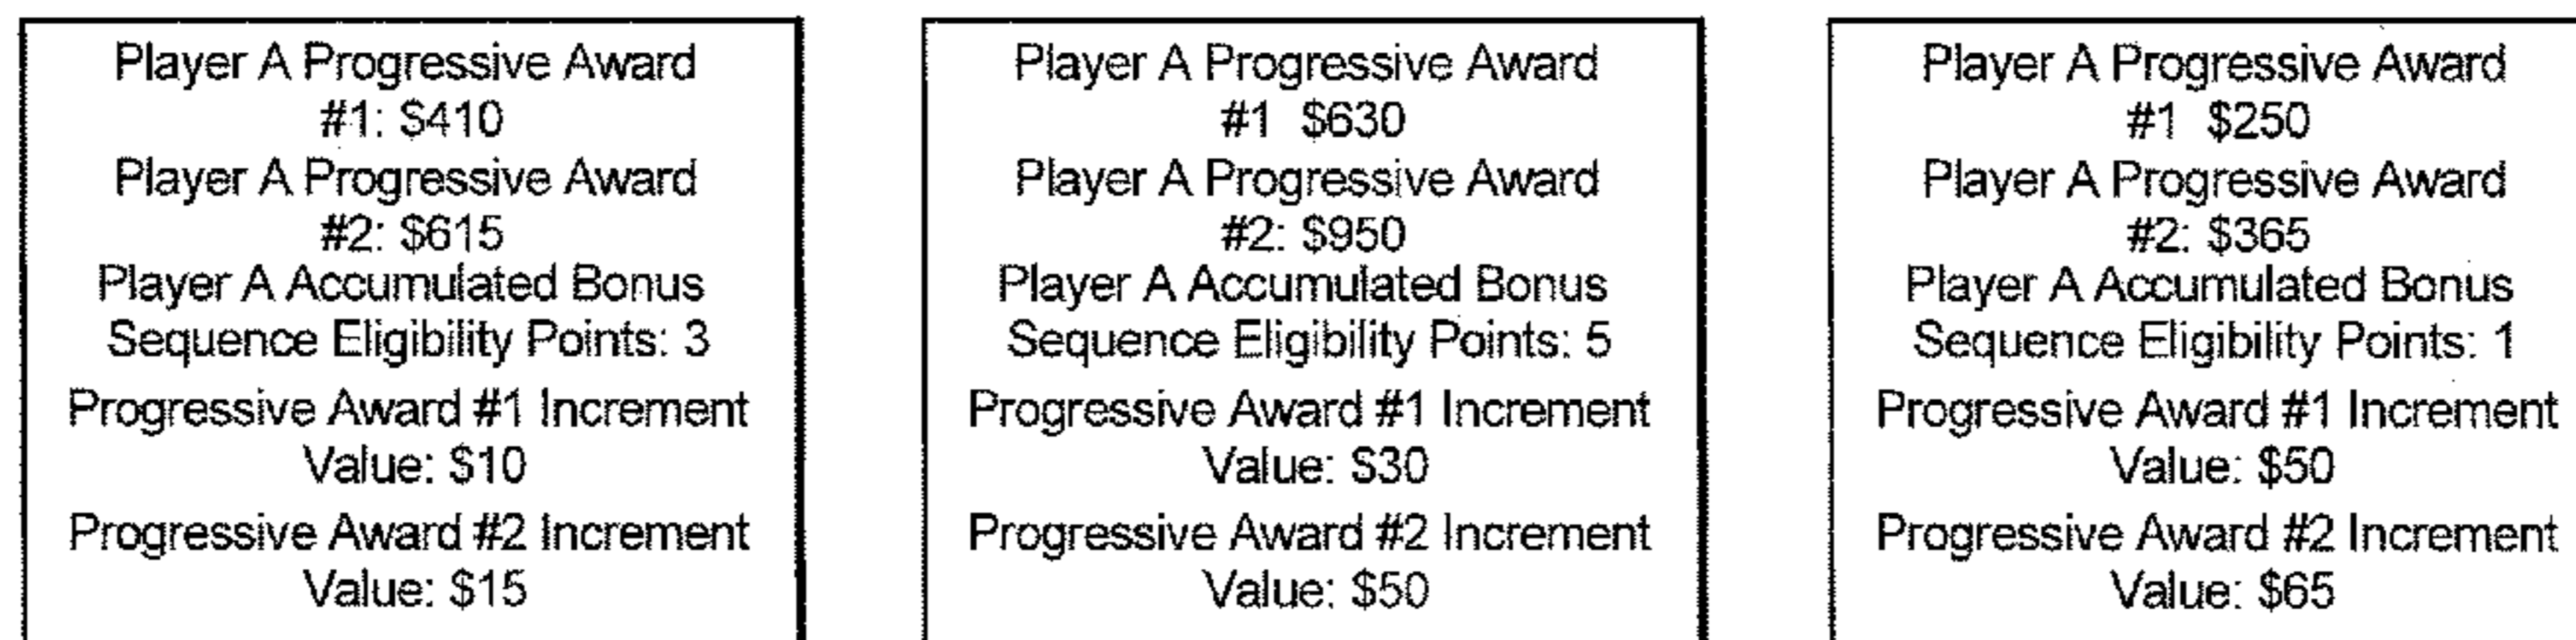 Player A Progressive Award
#1: $410
Player A Progressive Award
#2: $615
Player A Accumulated Bonus
Sequence Eligibility Points: 3
Progressive Award #1 Increment
Value: $10
Progressive Award #2 Increment
Value: $15
Player A Progressive Award
#1 $630
Player A Progressive Award
#2: $950
Player A Accumulated Bonus
Sequence Eligibility Points: 5
Progressive Award #1 Increment
Value: $30
Progressive Award #2 Increment
Value: $50
Player A Progressive Award
#1 $250
Player A Progressive Award
#2: $365
Player A Accumulated Bonus
Sequence Eligibility Points: 1
Progressive Award #1 Increment
Value: $50
Progressive Award #2 Increment
Value: $65